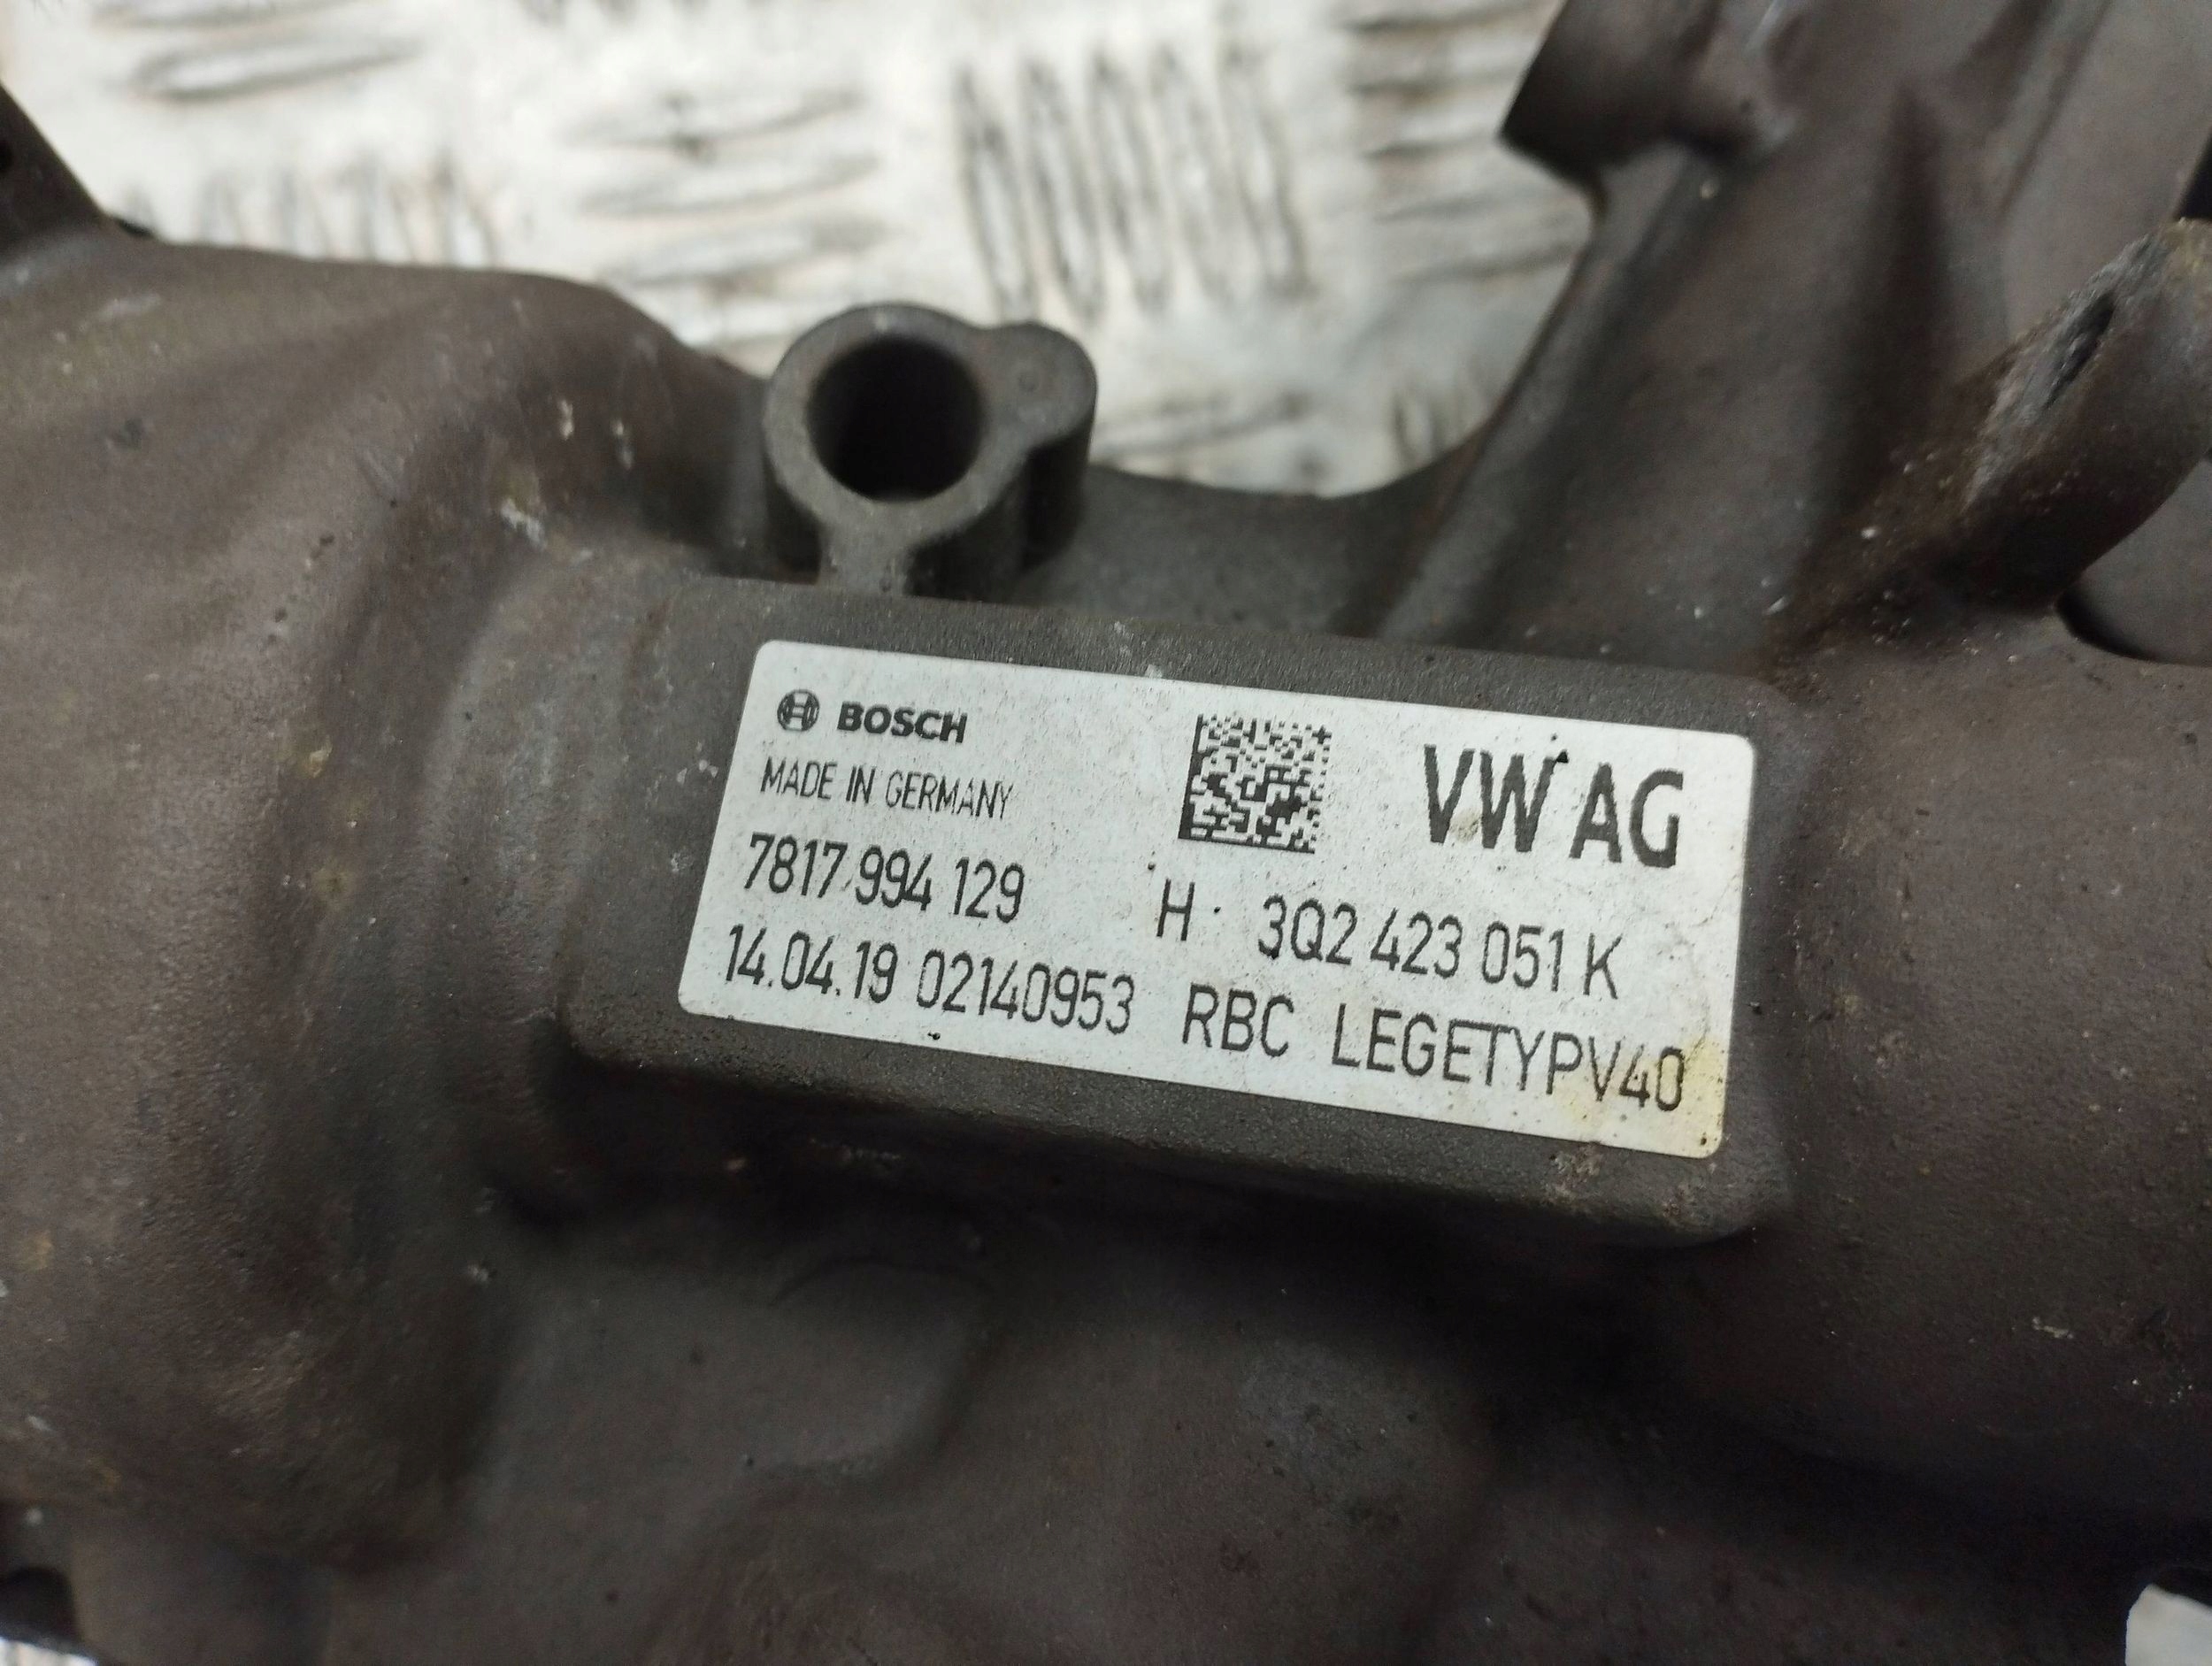 BOSCH
MADE IN GERMANY
VW AG
7817 994 129 H 3Q2 423 051 K
14.04.19 02140953 RBC LEGETYPV40